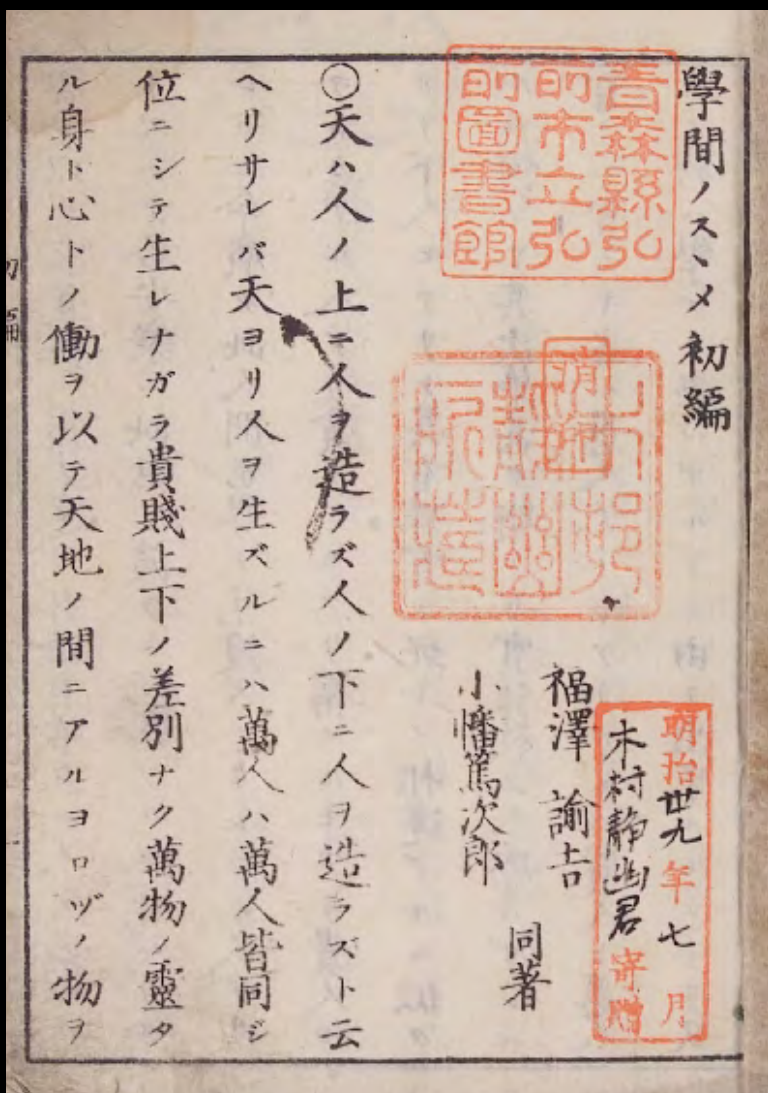 學問ノスヽメ初編
青森縣弘
前市立弘
前圖書館
明治卅九年七月
木村靜幽君寄贈
福澤諭吉
小幡篤次郎
同著
○天ハ人ノ上ニ人ヲ造ラズ人ノ下ニ人ヲ造ラズト云
ヘリサレバ天ヨリ人ヲ生ズルニハ萬人ハ萬人皆同ジ
位ニシテ生レナガラ貴賤上下ノ差別ナク萬物ノ靈タ
ル身ト心トノ働ヲ以テ天地ノ間ニアルヨロヅノ物ヲ